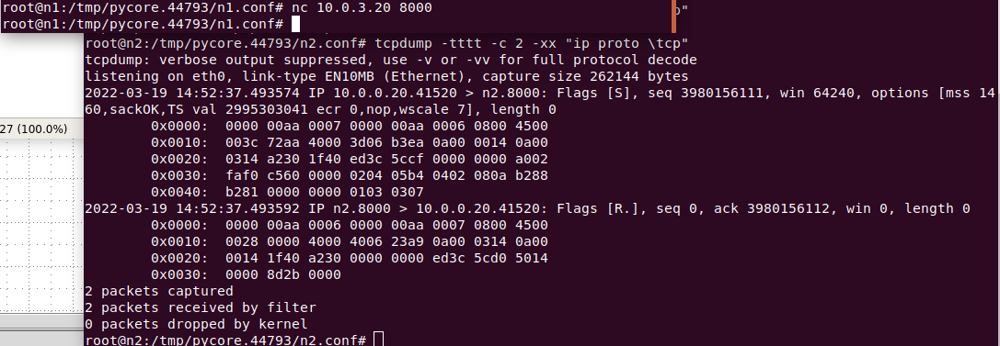 root@n1:/tmp/pycore.44793/n1.conf# nc 10.0.3.20 8000
root@n1:/tmp/pycore.44793/n1.conf#
"
root@n2:/tmp/pycore.44793/n2.conf# tcpdump -tttt -c 2 -xx "ip proto \tcp"
tcpdump: verbose output suppressed, use -v or -vv for full protocol decode
listening on eth0, link-type EN10MB (Ethernet), capture size 262144 bytes
2022-03-19 14:52:37.493574 IP 10.0.0.20.41520 > n2.8000: Flags [S], seq 3980156111, win 64240, options [mss 14
60,sackOK,TS val 2995303041 ecr 0,nop,wscale 7], length 0
0x0000:  0000 00aa 0007 0000 00aa 0006 0800 4500
0x0010:  003c 72aa 4000 3d06 b3ea 0a00 0014 0a00
0x0020:  0314 a230 1f40 ed3c 5ccf 0000 0000 a002
0x0030:  faf0 c560 0000 0204 05b4 0402 080a b288
0x0040:  b281 0000 0000 0103 0307
2022-03-19 14:52:37.493592 IP n2.8000 > 10.0.0.20.41520: Flags [R.], seq 0, ack 3980156112, win 0, length 0
0x0000:  0000 00aa 0006 0000 00aa 0007 0800 4500
0x0010:  0028 0000 4000 4006 23a9 0a00 0314 0a00
0x0020:  0014 1f40 a230 0000 0000 ed3c 5cd0 5014
0x0030:  0000 8d2b 0000
2 packets captured
2 packets received by filter
0 packets dropped by kernel
root@n2:/tmp/pycore.44793/n2.conf#
27 (100.0%)